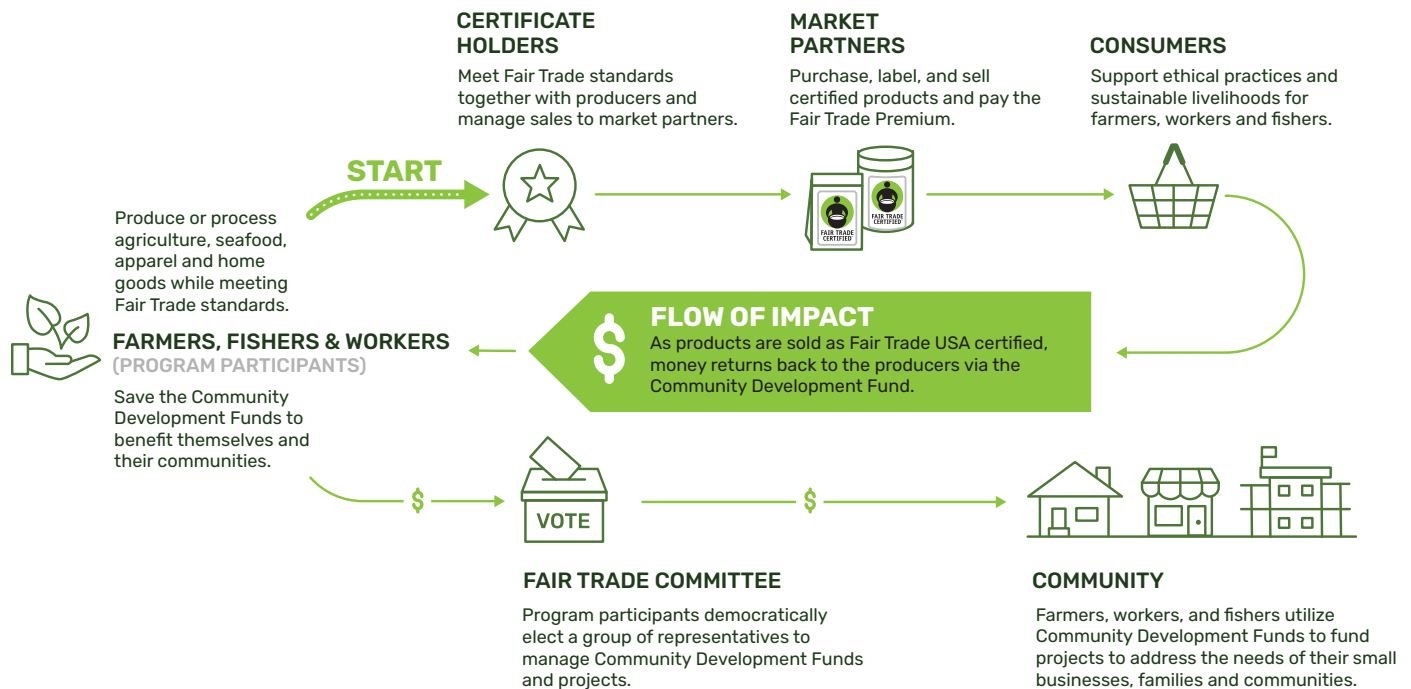 CERTIFICATE
HOLDERS
Meet Fair Trade standards
together with producers and
manage sales to market partners.
MARKET
PARTNERS
Purchase, label, and sell
certified products and pay the
Fair Trade Premium.
CONSUMERS
Support ethical practices and
sustainable livelihoods for
farmers, workers and fishers.
START
FAIR TRADE
CERTIFIED
FAIR TRADE
CERTIFIED
Produce or process
agriculture, seafood,
apparel and home
goods while meeting
Fair Trade standards.
FARMERS, FISHERS & WORKERS
(PROGRAM PARTICIPANTS)
Save the Community
Development Funds to
benefit themselves and
their communities.
$
FLOW OF IMPACT
As products are sold as Fair Trade USA certified,
money returns back to the producers via the
Community Development Fund.
$
VOTE
$
FAIR TRADE COMMITTEE
Program participants democratically
elect a group of representatives to
manage Community Development Funds
and projects.
COMMUNITY
Farmers, workers, and fishers utilize
Community Development Funds to fund
projects to address the needs of their small
businesses, families and communities.